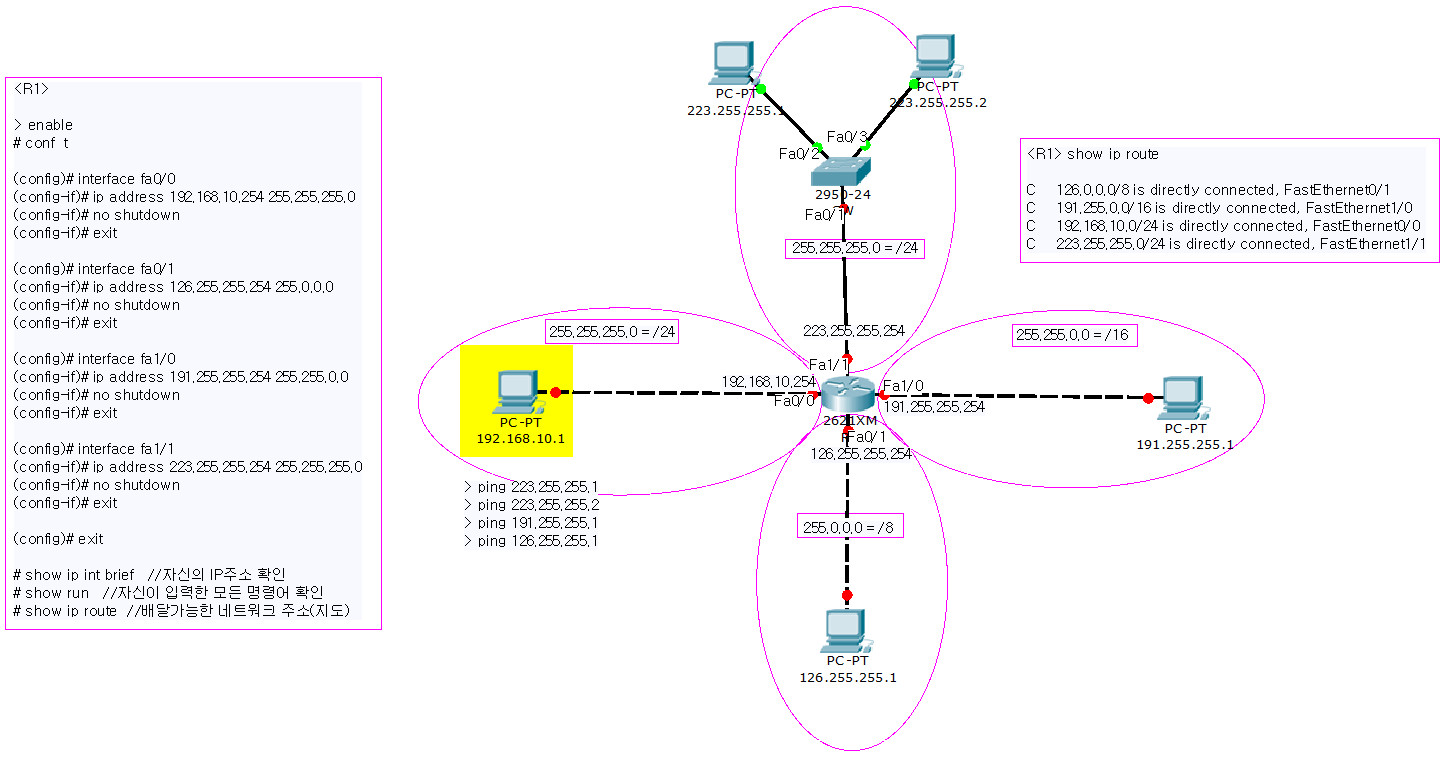 <R1>
> enable
# conf t
(config)# interface fa0/0
(config-if)# ip address 192,168,10,254 255,255,255,0
(config-if)# no shutdown
(config-if)# exit
(config)# interface fa0/1
(config-if)# ip address 126,255,255,254 255,0,0,0
(config-if)# no shutdown
(config-if)# exit
(config)# interface fa1/0
(config-if)# ip address 191,255,255,254 255,255,0,0
(config-if)# no shutdown
(config-if)# exit
(config)# interface fa1/1
(config-if)# ip address 223,255,255,254 255,255,255,0
(config-if)# no shutdown
(config-if)# exit
(config)# exit
# show ip int brief //자신의 IP주소 확인
# show run //자신이 입력한 모든 명령어 확인
# show ip route //배달가능한 네트워크 주소(지도)
PC-PT
223.255.255.1
PC-PT
223.255.255.2
Fa0/3
Fa0/2
2950-24
Fa0/1
255,255,255,0 = /24
223,255,255,254
Fa1/1
255,255,255,0 = /24
192,168,10,254
Fa0/0
PC-PT
192.168.10.1
> ping 223,255,255,1
> ping 223,255,255,2
> ping 191,255,255,1
> ping 126,255,255,1
2621XM
Fa0/1
126,255,255,254
Fa1/0
191,255,255,254
255,255,0,0 = /16
PC-PT
191.255.255.1
255,0,0,0 = /8
PC-PT
126.255.255.1
<R1> show ip route
C 126,0,0,0/8 is directly connected, FastEthernet0/1
C 191,255,0,0/16 is directly connected, FastEthernet1/0
C 192,168,10,0/24 is directly connected, FastEthernet0/0
C 223,255,255,0/24 is directly connected, FastEthernet1/1